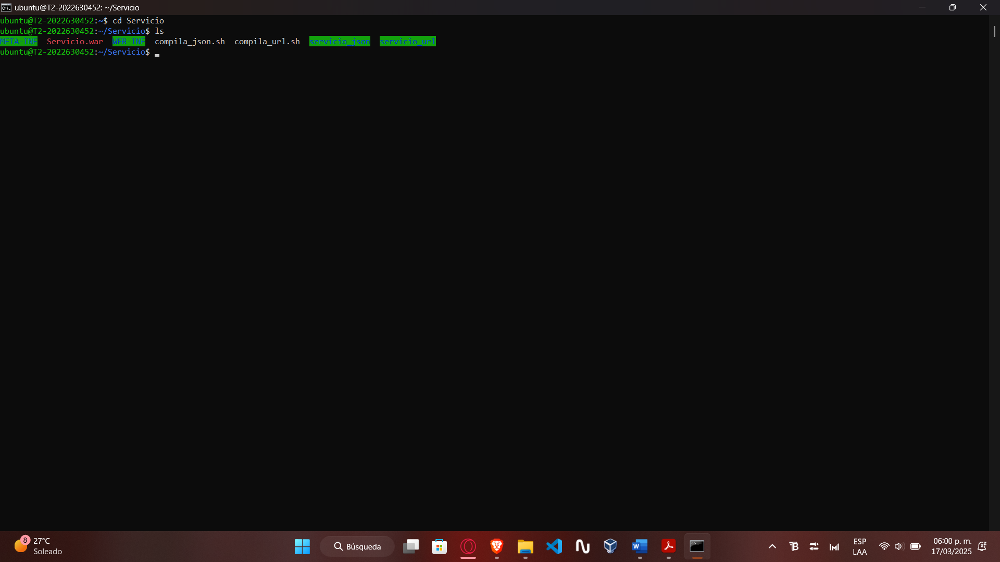 ubuntu@T2-2022630452: ~/Servicio
ubuntu@T2-2022630452:~$ cd Servicio
ubuntu@T2-2022630452:~/Servicio$ ls
META-INF  Servicio.war  WEB-INF  compila_json.sh  compila_url.sh  servicio_json  servicio_url
ubuntu@T2-2022630452:~/Servicio$
8
27°C
Soleado
Búsqueda
ESP
LAA
06:00 p. m.
17/03/2025